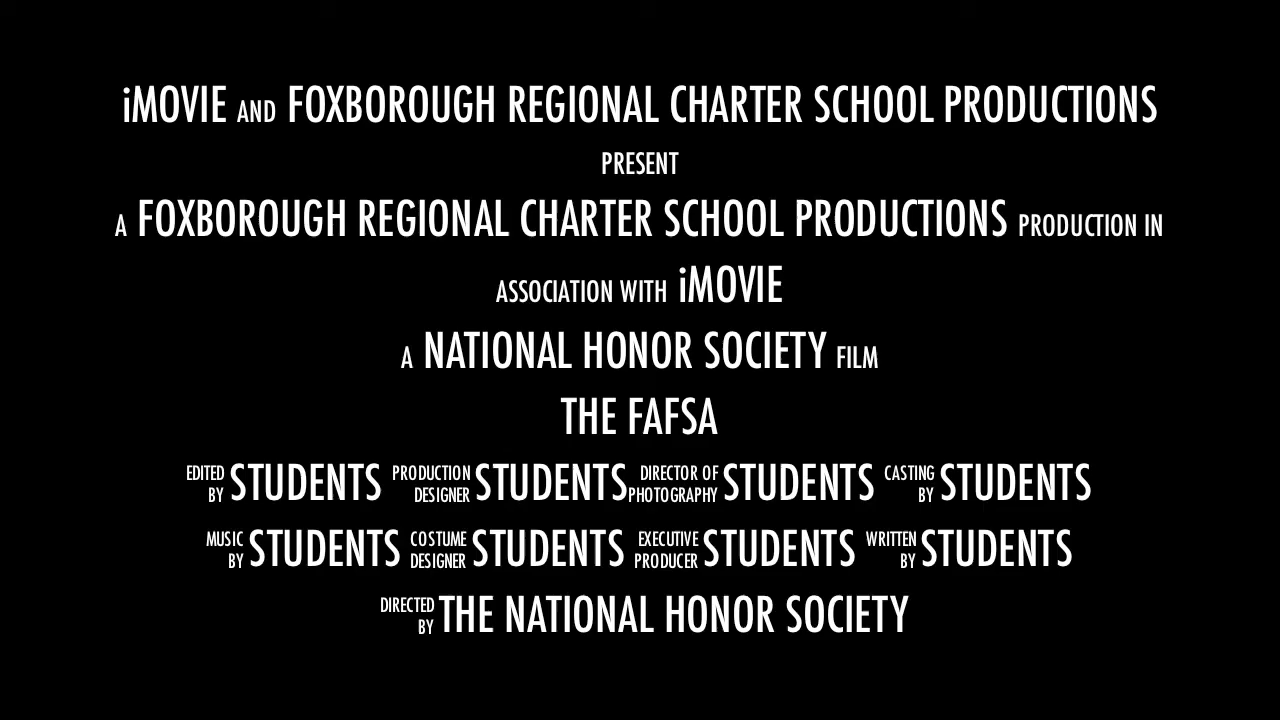 iMOVIE AND FOXBOROUGH REGIONAL CHARTER SCHOOL PRODUCTIONS
PRESENT
A FOXBOROUGH REGIONAL CHARTER SCHOOL PRODUCTIONS PRODUCTION IN
ASSOCIATION WITH iMOVIE
A NATIONAL HONOR SOCIETY FILM
THE FAFSA
EDITED BY STUDENTS PRODUCTION DESIGNER STUDENTS DIRECTOR OF PHOTOGRAPHY STUDENTS CASTING BY STUDENTS
MUSIC BY STUDENTS COSTUME DESIGNER STUDENTS EXECUTIVE PRODUCER STUDENTS WRITTEN BY STUDENTS
DIRECTED BY THE NATIONAL HONOR SOCIETY